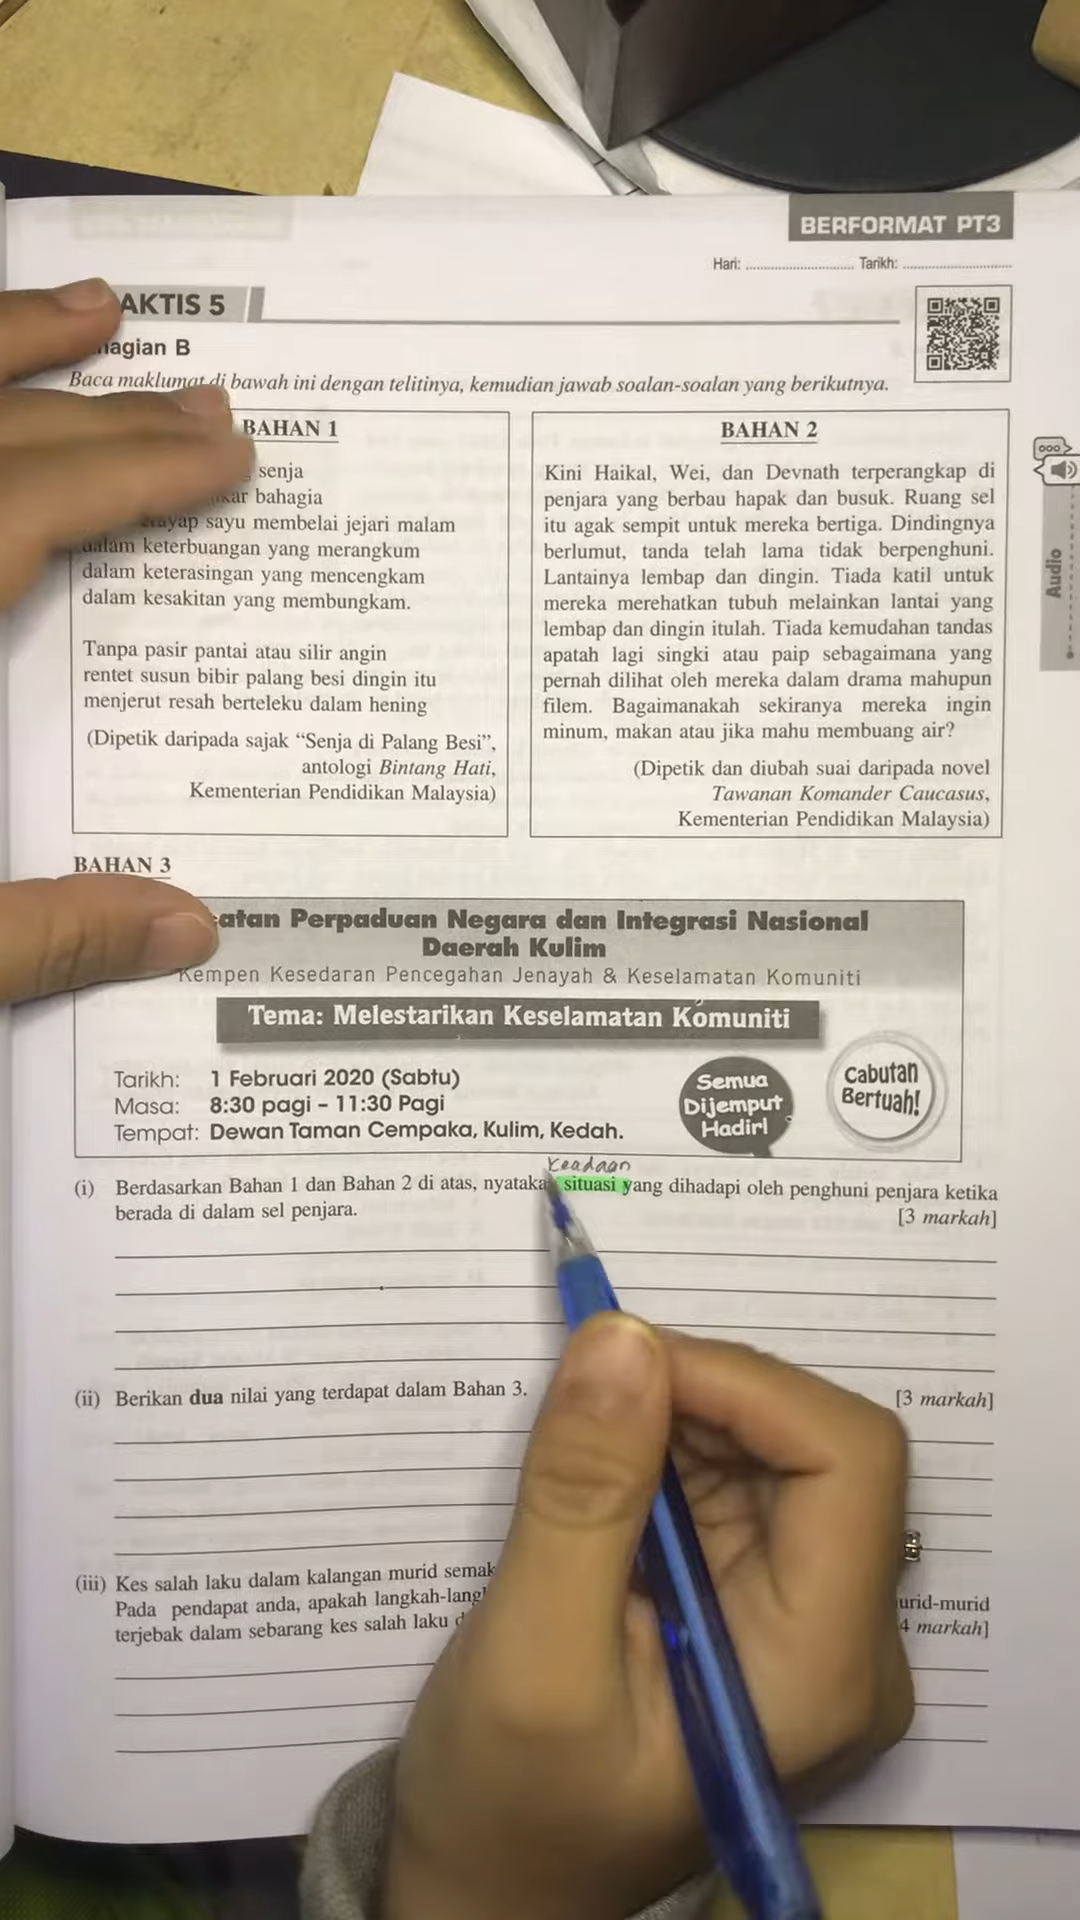 BERFORMAT PT3
Hari: ........................... Tarikh: ...........................
AKTIS 5
agian B
Baca maklumat di bawah ini dengan telitinya, kemudian jawab soalan-soalan yang berikutnya.
BAHAN 1
senja
bahagia
sayu membelai jejari malam
dalam keterbuangan yang merangkum
dalam keterasingan yang mencengkam
dalam kesakitan yang membungkam.
Tanpa pasir pantai atau silir angin
rentet susun bibir palang besi dingin itu
menjerut resah berteleku dalam hening
(Dipetik daripada sajak “Senja di Palang Besi”,
antologi Bintang Hati,
Kementerian Pendidikan Malaysia)
BAHAN 2
Kini Haikal, Wei, dan Devnath terperangkap di
penjara yang berbau hapak dan busuk. Ruang sel
itu agak sempit untuk mereka bertiga. Dindingnya
berlumut, tanda telah lama tidak berpenghuni.
Lantainya lembap dan dingin. Tiada katil untuk
mereka merehatkan tubuh melainkan lantai yang
lembap dan dingin itulah. Tiada kemudahan tandas
apatah lagi singki atau paip sebagaimana yang
pernah dilihat oleh mereka dalam drama mahupun
filem. Bagaimanakah sekiranya mereka ingin
minum, makan atau jika mahu membuang air?
(Dipetik dan diubah suai daripada novel
Tawanan Komander Caucasus,
Kementerian Pendidikan Malaysia)
Audio
BAHAN 3
atan Perpaduan Negara dan Integrasi Nasional
Daerah Kulim
Kempen Kesedaran Pencegahan Jenayah & Keselamatan Komuniti
Tema: Melestarikan Keselamatan Komuniti
Tarikh: 1 Februari 2020 (Sabtu)
Masa: 8:30 pagi – 11:30 Pagi
Tempat: Dewan Taman Cempaka, Kulim, Kedah.
Semua
Dijemput
Hadir!
Cabutan
Bertuah!
Keadaan
(i) Berdasarkan Bahan 1 dan Bahan 2 di atas, nyataka situasi yang dihadapi oleh penghuni penjara ketika
berada di dalam sel penjara. [3 markah]
(ii) Berikan dua nilai yang terdapat dalam Bahan 3. [3 markah]
(iii) Kes salah laku dalam kalangan murid semak
Pada pendapat anda, apakah langkah-lang urid-murid
terjebak dalam sebarang kes salah laku 4 markah]